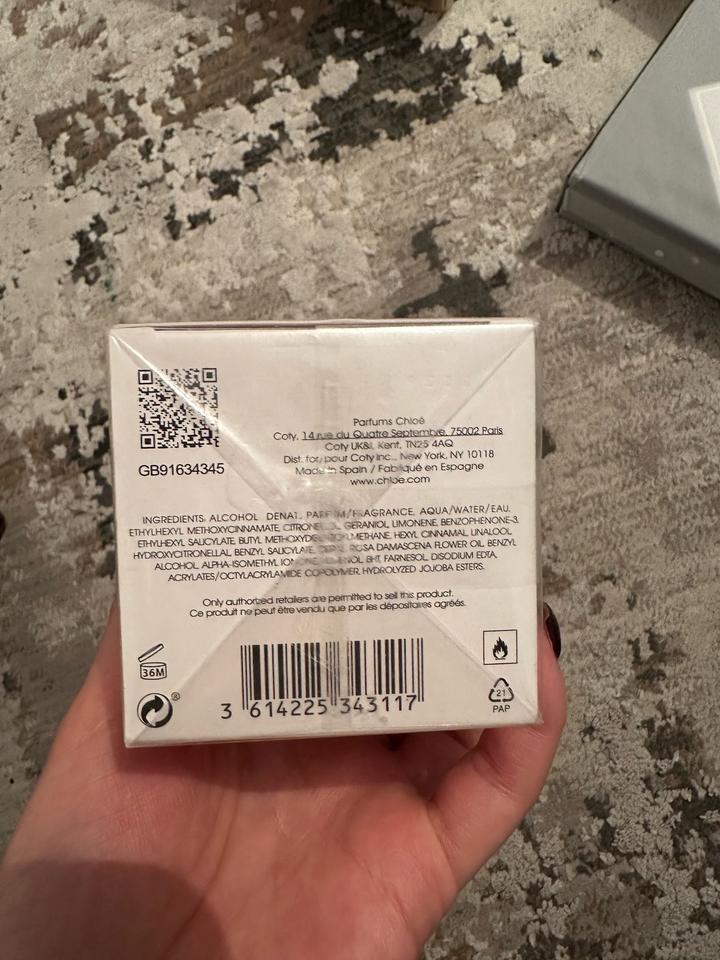 GB91634345
Parfums Chloé
Coty, 14 rue du Quatre Septembre, 75002 Paris
Coty UK&I, Kent, TN25 4AQ
Dist. for/pour Coty Inc., New York, NY 10118
Made in Spain / Fabriqué en Espagne
www.chloe.com
INGREDIENTS: ALCOHOL DENAT., PARFUM/FRAGRANCE, AQUA/WATER/EAU,
ETHYLHEXYL METHOXYCINNAMATE, CITRONELLOL, GERANIOL, LIMONENE, BENZOPHENONE-3,
ETHYLHEXYL SALICYLATE, BUTYL METHOXYDIBENZOYLMETHANE, HEXYL CINNAMAL, LINALOOL,
HYDROXYCITRONELLAL, BENZYL SALICYLATE, CITRAL, ROSA DAMASCENA FLOWER OIL, BENZYL
ALCOHOL, ALPHA-ISOMETHYL IONONE, BHT, FARNESOL, DISODIUM EDTA,
ACRYLATES/OCTYLACRYLAMIDE COPOLYMER, HYDROLYZED JOJOBA ESTERS.
Only authorized retailers are permitted to sell this product.
Ce produit ne peut être vendu que par les dépositaires agréés.
36M
®
3 614225 343117
21
PAP